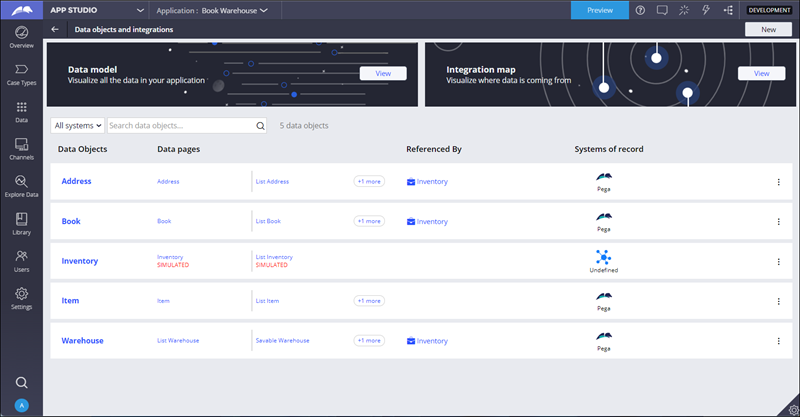 APP STUDIO
Application : Book Warehouse
Preview
DEVELOPMENT
Overview
Case Types
Data
Channels
Explore Data
Library
Users
Settings
A
Data objects and integrations
New
Data model
Visualize all the data in your application
View
Integration map
Visualize where data is coming from
View
All systems
Search data objects...
5 data objects
Data Objects Data pages Referenced By Systems of record
Address Address List Address +1 more Inventory
Pega
Book Book List Book +1 more Inventory
Pega
Inventory Inventory List Inventory
SIMULATED SIMULATED
Undefined
Item Item List Item +1 more
Pega
Warehouse List Warehouse Savable Warehouse +1 more Inventory
Pega